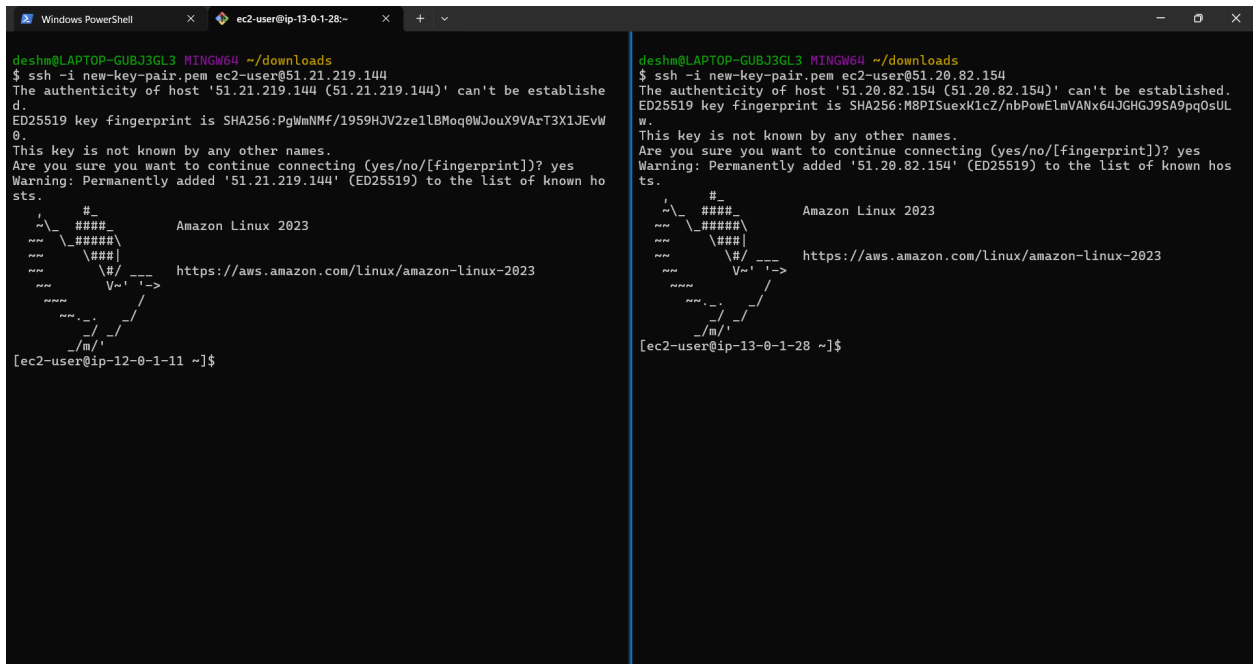 Windows PowerShell
ec2-user@ip-13-0-1-28:~
deshm@LAPTOP-GUBJ3GL3 MINGW64 ~/downloads
$ ssh -i new-key-pair.pem ec2-user@51.21.219.144
The authenticity of host '51.21.219.144 (51.21.219.144)' can't be establishe
d.
ED25519 key fingerprint is SHA256:PgWmNMf/1959HJV2ze1lBMoq0WJouX9VArT3X1JEvW
0.
This key is not known by any other names.
Are you sure you want to continue connecting (yes/no/[fingerprint])? yes
Warning: Permanently added '51.21.219.144' (ED25519) to the list of known ho
sts.
   ,     #_
   ~\_  ####_        Amazon Linux 2023
  ~~  \_#####\
  ~~     \###|
  ~~       \#/ ___   https://aws.amazon.com/linux/amazon-linux-2023
   ~~       V~' '->
    ~~~         /
      ~~._.   _/
         _/ _/
       _/m/'
[ec2-user@ip-12-0-1-11 ~]$
deshm@LAPTOP-GUBJ3GL3 MINGW64 ~/downloads
$ ssh -i new-key-pair.pem ec2-user@51.20.82.154
The authenticity of host '51.20.82.154 (51.20.82.154)' can't be established.
ED25519 key fingerprint is SHA256:M8PISuexK1cZ/nbPowElmVANx64JGHGJ9SA9pqOsUL
w.
This key is not known by any other names.
Are you sure you want to continue connecting (yes/no/[fingerprint])? yes
Warning: Permanently added '51.20.82.154' (ED25519) to the list of known hos
ts.
   ,     #_
   ~\_  ####_        Amazon Linux 2023
  ~~  \_#####\
  ~~     \###|
  ~~       \#/ ___   https://aws.amazon.com/linux/amazon-linux-2023
   ~~       V~' '->
    ~~~         /
      ~~._.   _/
         _/ _/
       _/m/'
[ec2-user@ip-13-0-1-28 ~]$